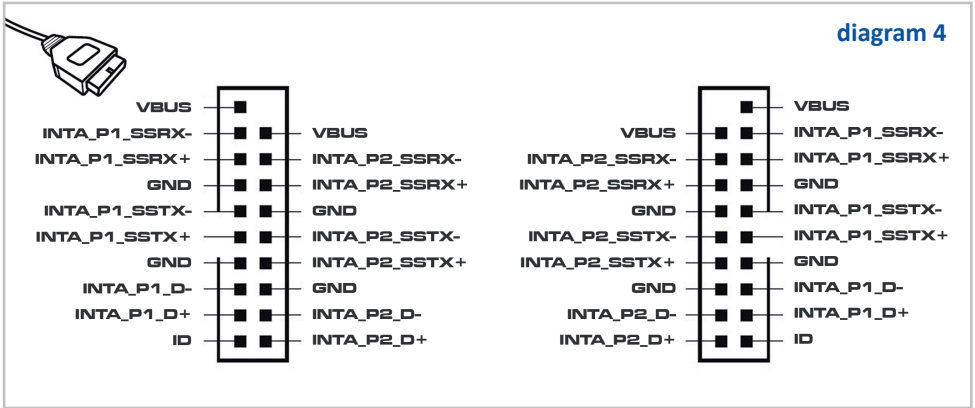 diagram 4
VBUS
INTA_P1_SSRX- VBUS
INTA_P1_SSRX+ INTA_P2_SSRX-
GND INTA_P2_SSRX+
INTA_P1_SSTX- GND
INTA_P1_SSTX+ INTA_P2_SSTX-
GND INTA_P2_SSTX+
INTA_P1_D- GND
INTA_P1_D+ INTA_P2_D-
ID INTA_P2_D+
VBUS
VBUS INTA_P1_SSRX-
INTA_P2_SSRX- INTA_P1_SSRX+
INTA_P2_SSRX+ GND
GND INTA_P1_SSTX-
INTA_P2_SSTX- INTA_P1_SSTX+
INTA_P2_SSTX+ GND
GND INTA_P1_D-
INTA_P2_D- INTA_P1_D+
INTA_P2_D+ ID